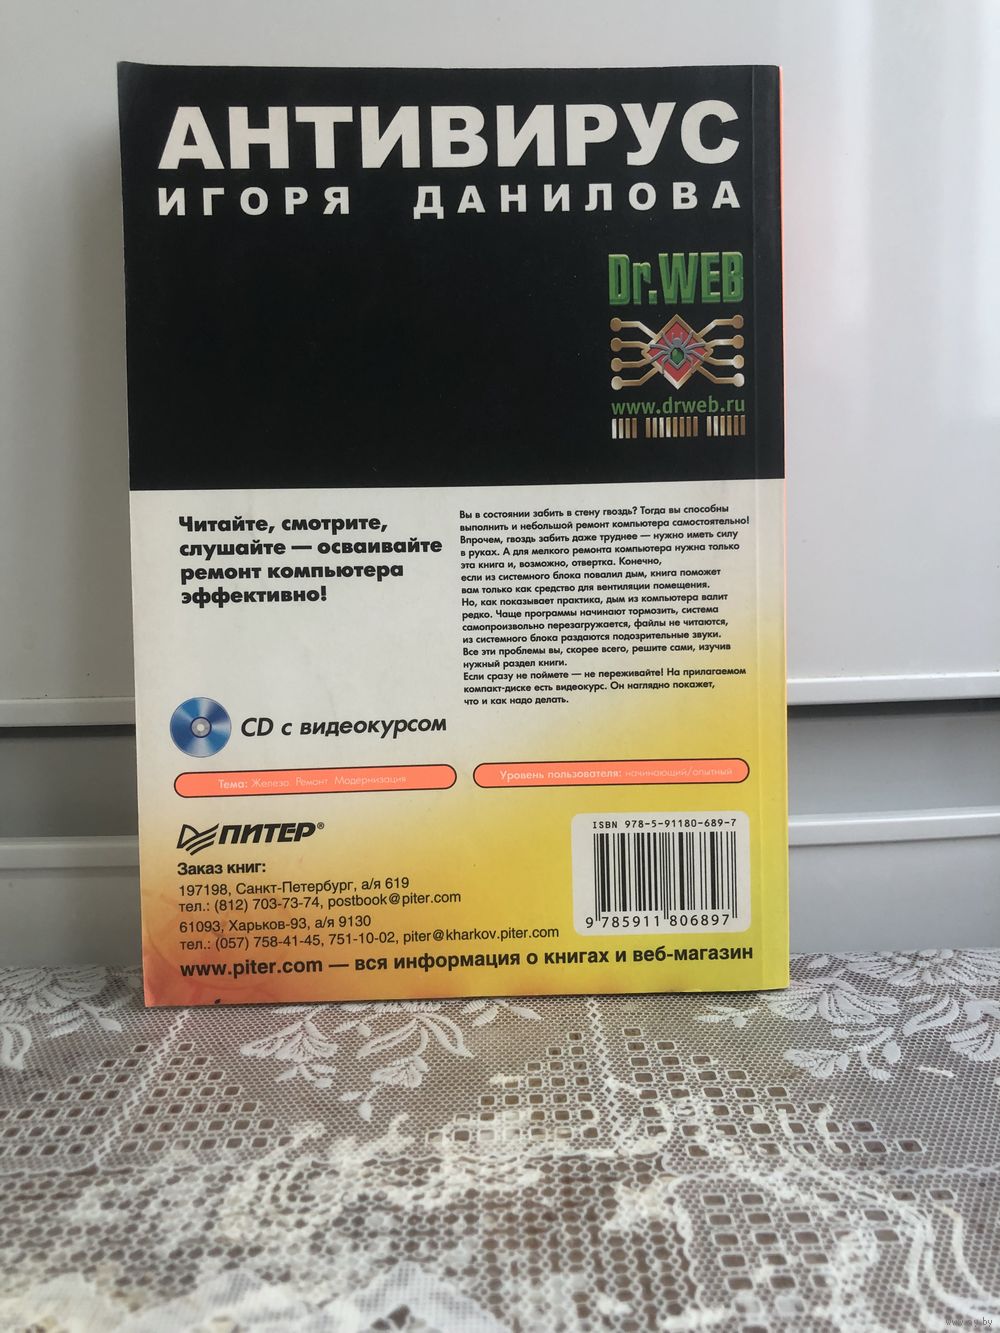 АНТИВИРУС
ИГОРЯ ДАНИЛОВА
Dr.WEB
www.drweb.ru
Читайте, смотрите,
слушайте — осваивайте
ремонт компьютера
эффективно!
Вы в состоянии забить в стену гвоздь? Тогда вы способны
выполнить и небольшой ремонт компьютера самостоятельно!
Впрочем, гвоздь забить даже труднее — нужно иметь силу
в руках. А для мелкого ремонта компьютера нужна только
эта книга и, возможно, отвертка. Конечно,
если из системного блока повалил дым, книга поможет
вам только как средство для вентиляции помещения.
Но, как показывает практика, дым из компьютера валит
редко. Чаще программы начинают тормозить, система
самопроизвольно перезагружается, файлы не читаются,
из системного блока раздаются подозрительные звуки.
Все эти проблемы вы, скорее всего, решите сами, изучив
нужный раздел книги.
Если сразу не поймете — не переживайте! На прилагаемом
компакт-диске есть видеокурс. Он наглядно покажет,
что и как надо делать.
CD с видеокурсом
Тема: Железо. Ремонт. Модернизация
Уровень пользователя: начинающий/опытный
ПИТЕР®
Заказ книг:
197198, Санкт-Петербург, а/я 619
тел.: (812) 703-73-74, postbook@piter.com
61093, Харьков-93, а/я 9130
тел.: (057) 758-41-45, 751-10-02, piter@kharkov.piter.com
www.piter.com — вся информация о книгах и веб-магазин
ISBN 978-5-91180-689-7
9 785911 806897